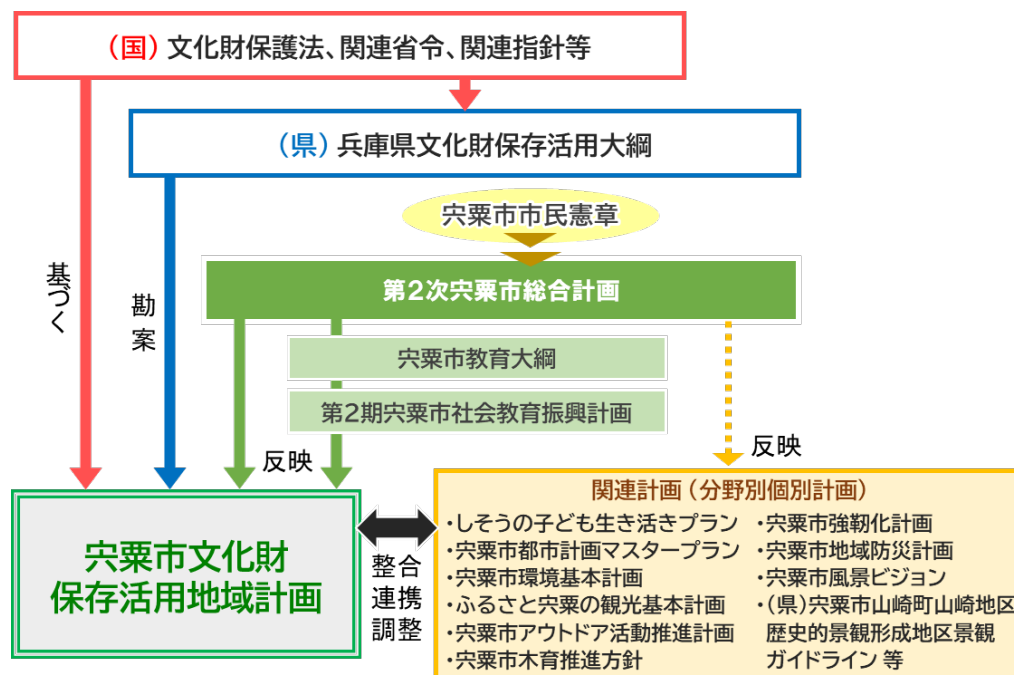 (国) 文化財保護法、関連省令、関連指針等
(県) 兵庫県文化財保存活用大綱
宍粟市市民憲章
第2次宍粟市総合計画
基づく
勘案
宍粟市教育大綱
第2期宍粟市社会教育振興計画
反映
反映
宍粟市文化財
保存活用地域計画
整合
連携
調整
関連計画(分野別個別計画)
・しそうの子ども生き活きプラン
・宍粟市都市計画マスタープラン
・宍粟市環境基本計画
・ふるさと宍粟の観光基本計画
・宍粟市アウトドア活動推進計画
・宍粟市木育推進方針
・宍粟市強靭化計画
・宍粟市地域防災計画
・宍粟市風景ビジョン
・(県)宍粟市山崎町山崎地区
歴史的景観形成地区景観
ガイドライン 等